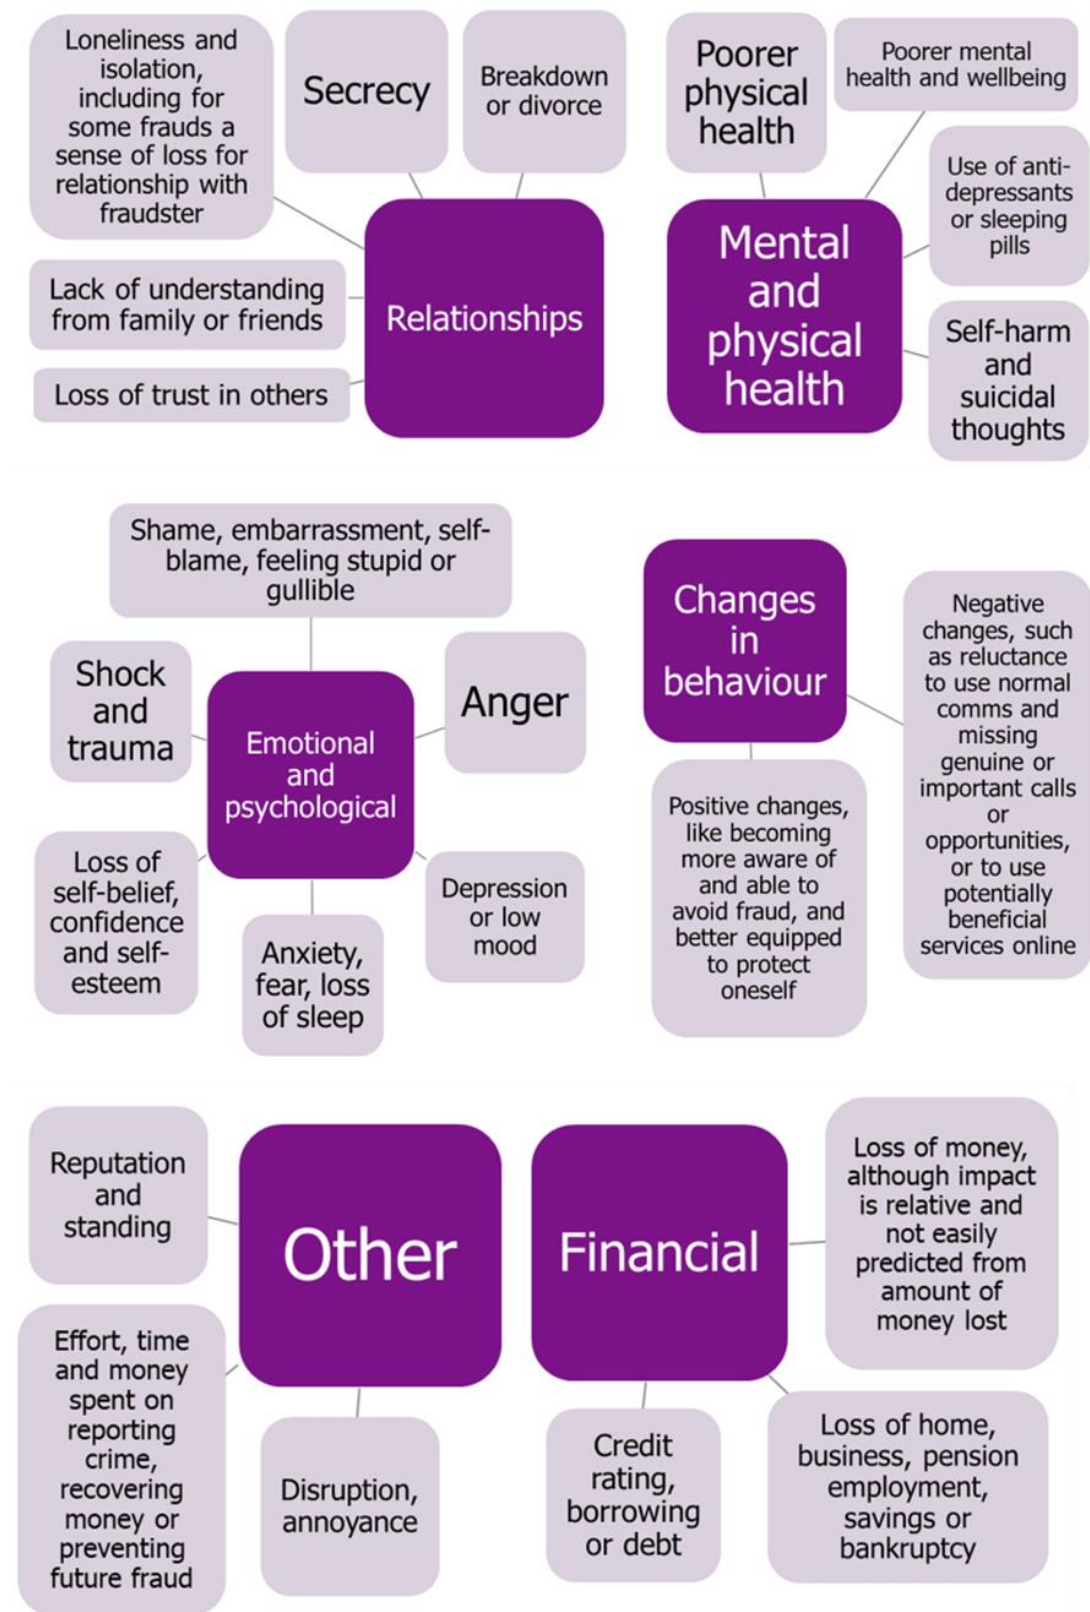 Loneliness and
isolation,
including for
some frauds a
sense of loss for
relationship with
fraudster
Secrecy
Breakdown
or divorce
Lack of understanding
from family or friends
Loss of trust in others
Relationships
Poorer
physical
health
Poorer mental
health and wellbeing
Use of anti-
depressants
or sleeping
pills
Mental
and
physical
health
Self-harm
and
suicidal
thoughts
Shame, embarrassment, self-
blame, feeling stupid or
gullible
Shock
and
trauma
Emotional
and
psychological
Anger
Loss of
self-belief,
confidence
and self-
esteem
Anxiety,
fear, loss
of sleep
Depression
or low
mood
Changes
in
behaviour
Positive changes,
like becoming
more aware of
and able to
avoid fraud, and
better equipped
to protect
oneself
Negative
changes, such
as reluctance
to use normal
comms and
missing
genuine or
important calls
or
opportunities,
or to use
potentially
beneficial
services online
Reputation
and
standing
Other
Effort, time
and money
spent on
reporting
crime,
recovering
money or
preventing
future fraud
Disruption,
annoyance
Financial
Loss of money,
although impact
is relative and
not easily
predicted from
amount of
money lost
Credit
rating,
borrowing
or debt
Loss of home,
business, pension
employment,
savings or
bankruptcy